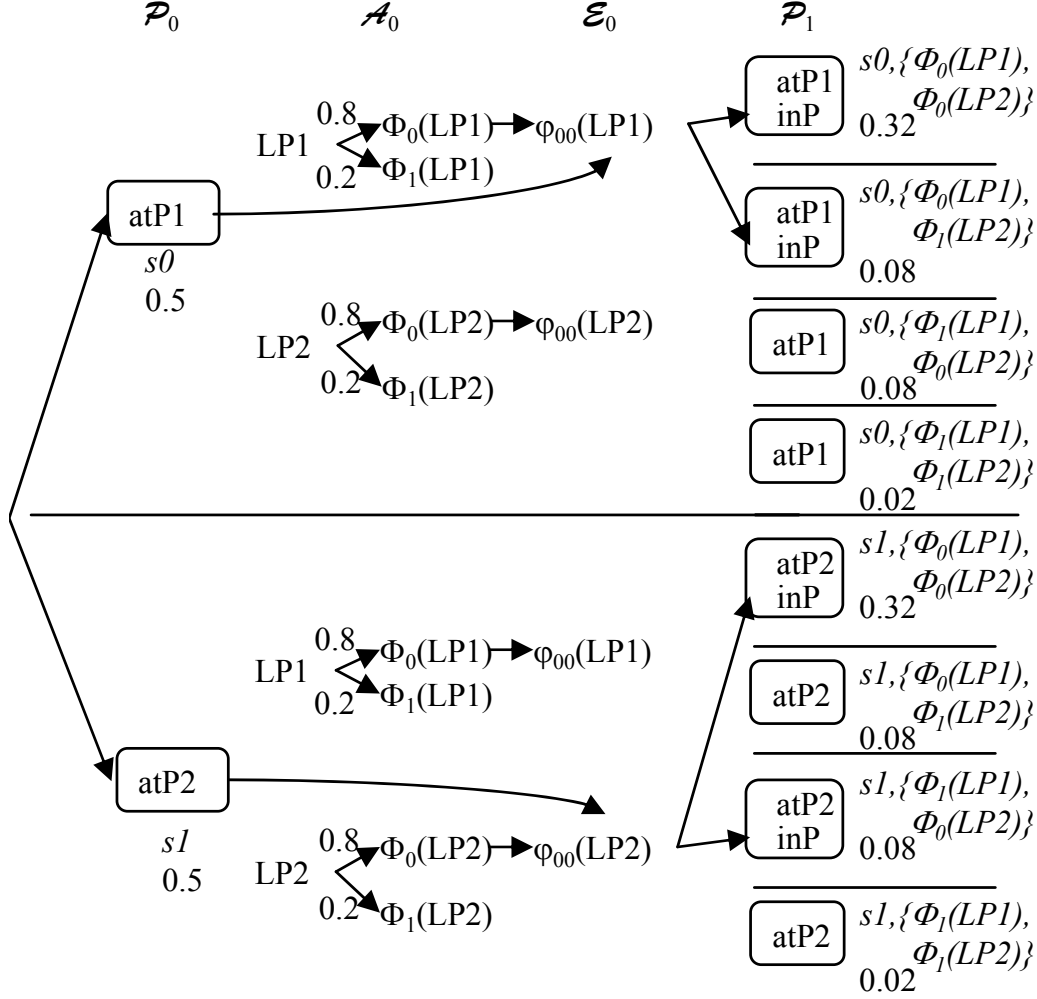 𝒫₀ 𝒜₀ ℰ₀ 𝒫₁
atP1
inP
s0,{Φ₀(LP1),
Φ₀(LP2)}
0.32
LP1
0.8
0.2
Φ₀(LP1)
φ₀₀(LP1)
Φ₁(LP1)
atP1
s0
0.5
atP1
inP
s0,{Φ₀(LP1),
Φ₁(LP2)}
0.08
LP2
0.8
0.2
Φ₀(LP2)
φ₀₀(LP2)
Φ₁(LP2)
atP1
s0,{Φ₁(LP1),
Φ₀(LP2)}
0.08
atP1
s0,{Φ₁(LP1),
Φ₁(LP2)}
0.02
atP2
inP
s1,{Φ₀(LP1),
Φ₀(LP2)}
0.32
LP1
0.8
0.2
Φ₀(LP1)
φ₀₀(LP1)
Φ₁(LP1)
atP2
s1,{Φ₀(LP1),
Φ₁(LP2)}
0.08
atP2
s1
0.5
atP2
inP
s1,{Φ₁(LP1),
Φ₀(LP2)}
0.08
LP2
0.8
0.2
Φ₀(LP2)
φ₀₀(LP2)
Φ₁(LP2)
atP2
s1,{Φ₁(LP1),
Φ₁(LP2)}
0.02